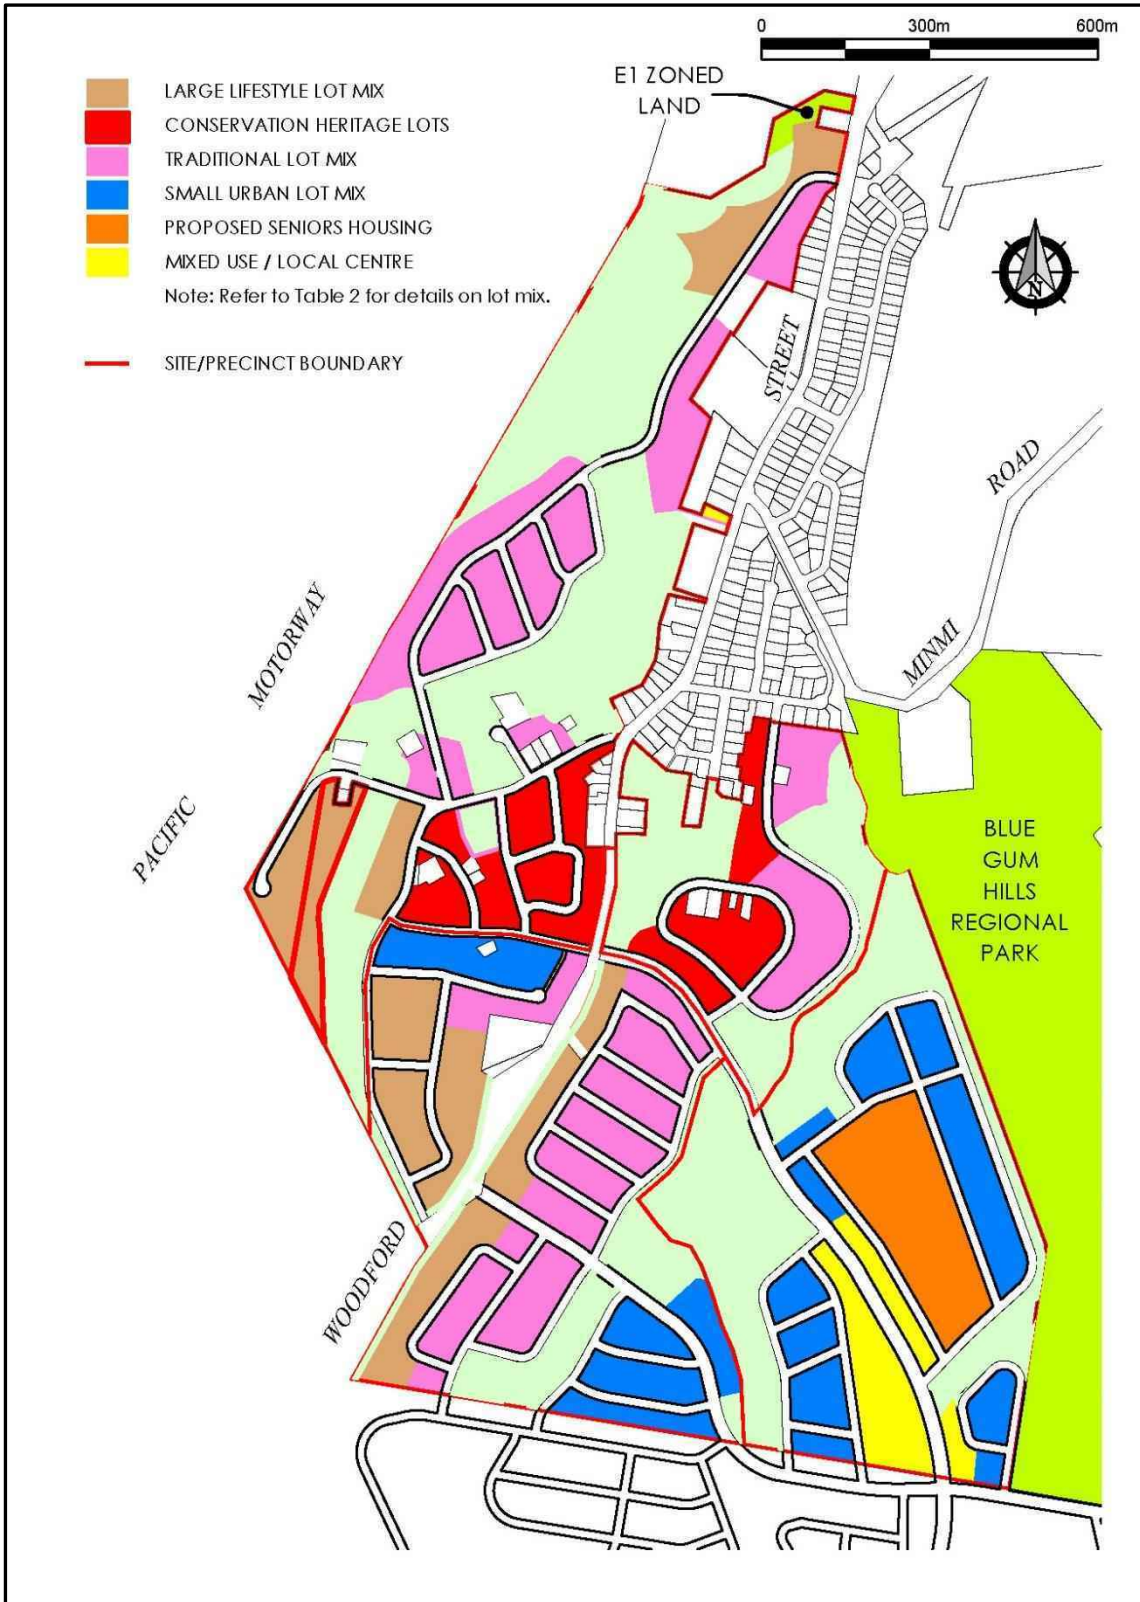 0 300m 600m
E1 ZONED
LAND
LARGE LIFESTYLE LOT MIX
CONSERVATION HERITAGE LOTS
TRADITIONAL LOT MIX
SMALL URBAN LOT MIX
PROPOSED SENIORS HOUSING
MIXED USE / LOCAL CENTRE
Note: Refer to Table 2 for details on lot mix.
SITE/PRECINCT BOUNDARY
N
STREET
ROAD
MINMI
MOTORWAY
PACIFIC
BLUE
GUM
HILLS
REGIONAL
PARK
WOODFORD